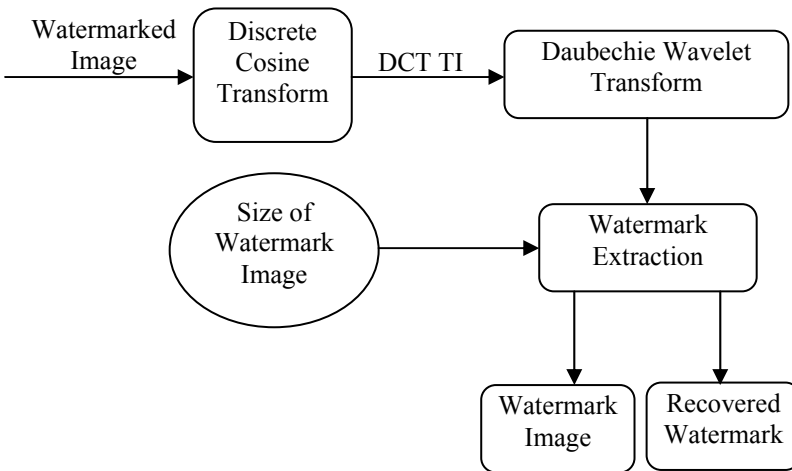 Watermarked
Image
Discrete
Cosine
Transform
DCT TI
Daubechie Wavelet
Transform
Size of
Watermark
Image
Watermark
Extraction
Watermark
Image
Recovered
Watermark